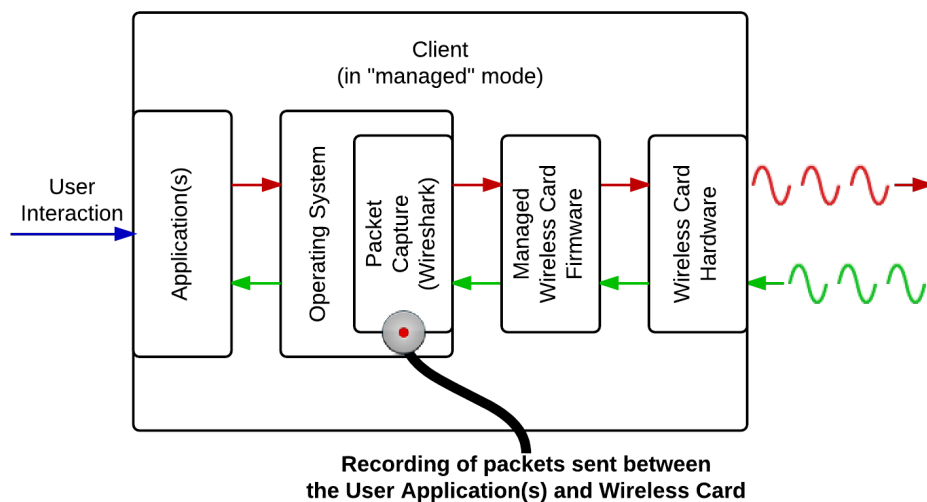 Client
(in "managed" mode)
User
Interaction
Application(s)
Operating System
Packet
Capture
(Wireshark)
Managed
Wireless Card
Firmware
Wireless Card
Hardware
Recording of packets sent between
the User Application(s) and Wireless Card